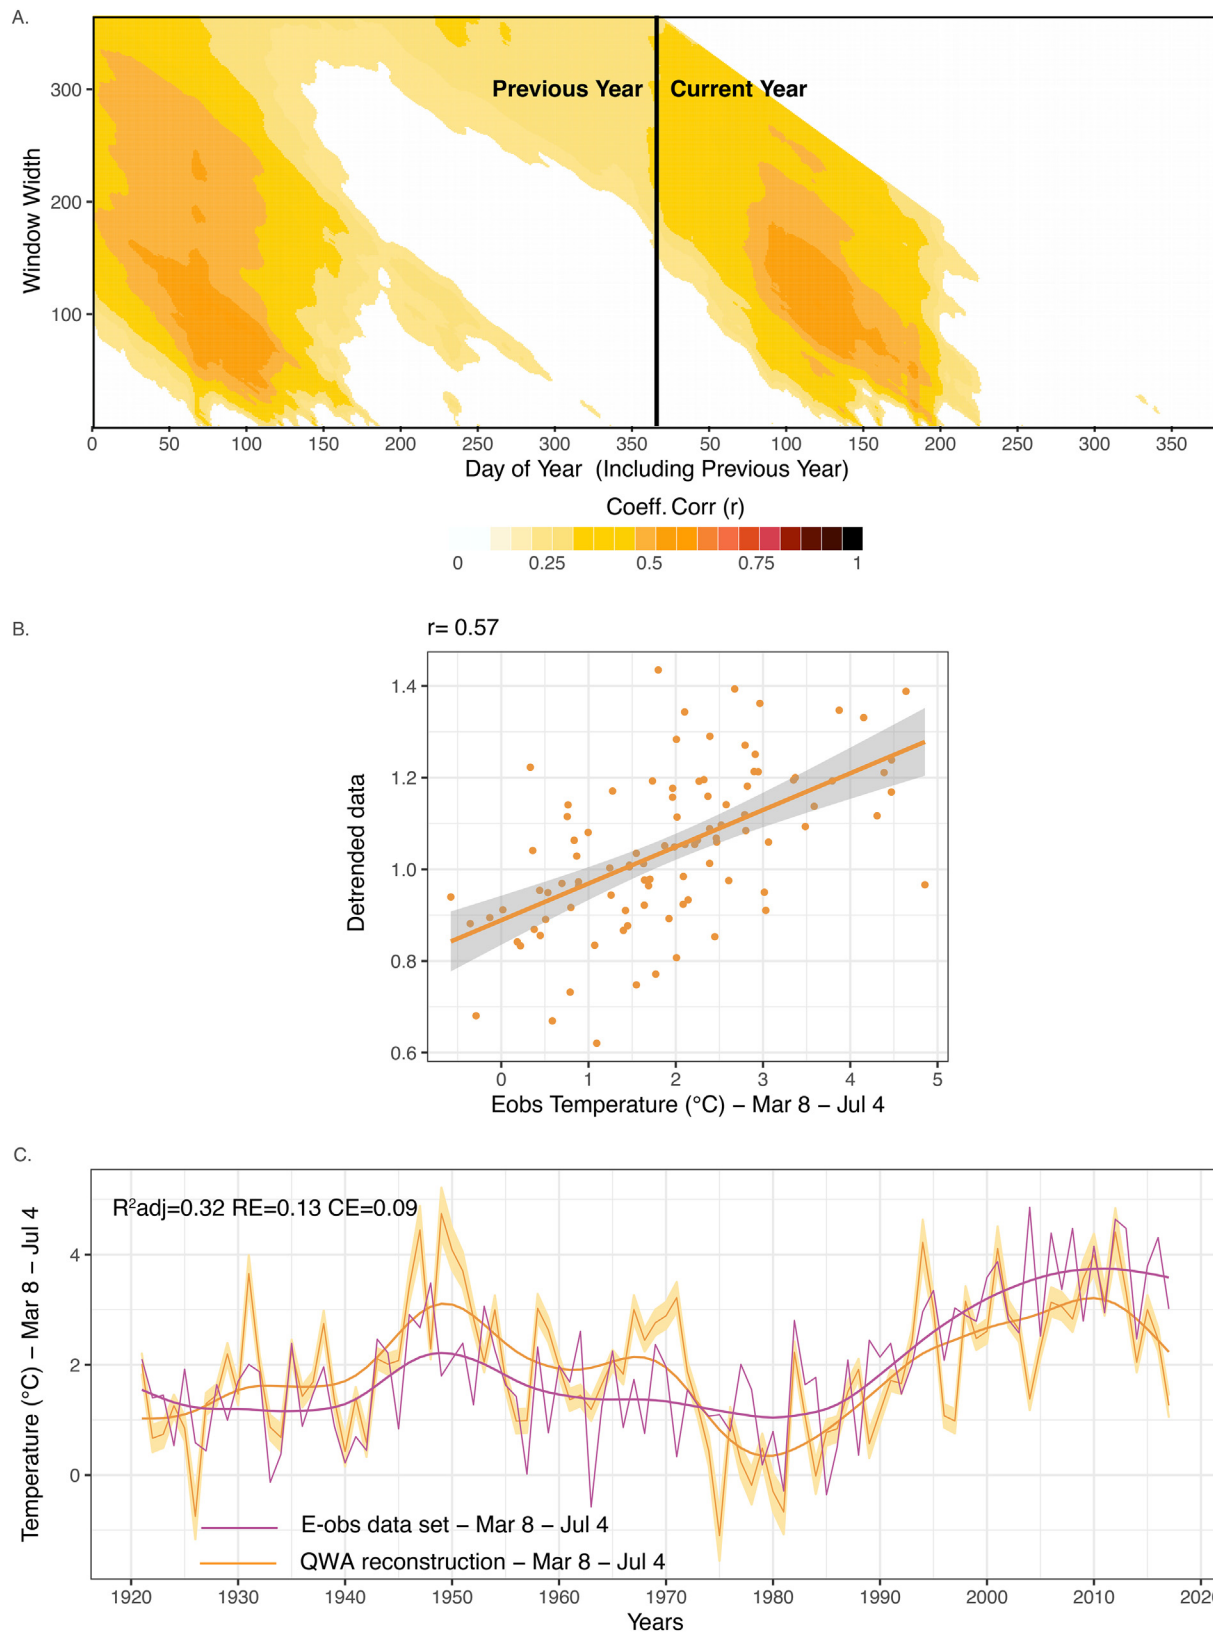 A.
300
200
100
Window Width
Previous Year
Current Year
0 50 100 150 200 250 300 350 50 100 150 200 250 300 350
Day of Year (Including Previous Year)
Coeff. Corr (r)
0 0.25 0.5 0.75 1
B.
r= 0.57
1.4
1.2
1.0
0.8
0.6
Detrended data
0 1 2 3 4 5
Eobs Temperature (°C) – Mar 8 – Jul 4
C.
R²adj=0.32 RE=0.13 CE=0.09
4
2
0
Temperature (°C) – Mar 8 – Jul 4
E-obs data set – Mar 8 – Jul 4
QWA reconstruction – Mar 8 – Jul 4
1920 1930 1940 1950 1960 1970 1980 1990 2000 2010 202
Years